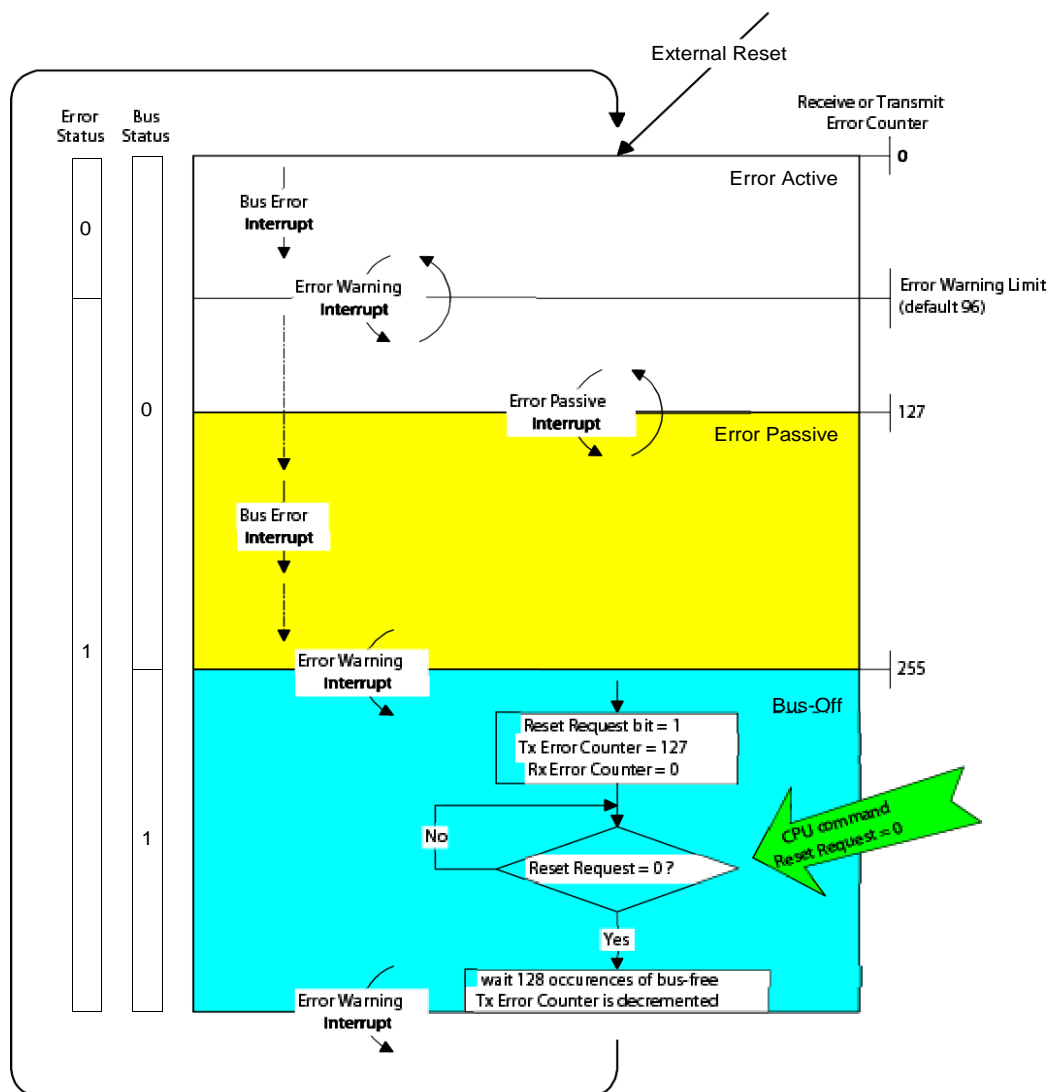 External Reset
Receive or Transmit
Error Counter
Error
Status
Bus
Status
0
Error Active
Bus Error
Interrupt
0
Error Warning
Interrupt
Error Warning Limit
(default 96)
Error Passive
Interrupt
0
127
Error Passive
Bus Error
Interrupt
1
Error Warning
Interrupt
255
Bus-Off
Reset Request bit = 1
Tx Error Counter = 127
Rx Error Counter = 0
CPU command
Reset Request = 0
No
1
Reset Request = 0 ?
Yes
wait 128 occurences of bus-free
Tx Error Counter is decremented
Error Warning
Interrupt